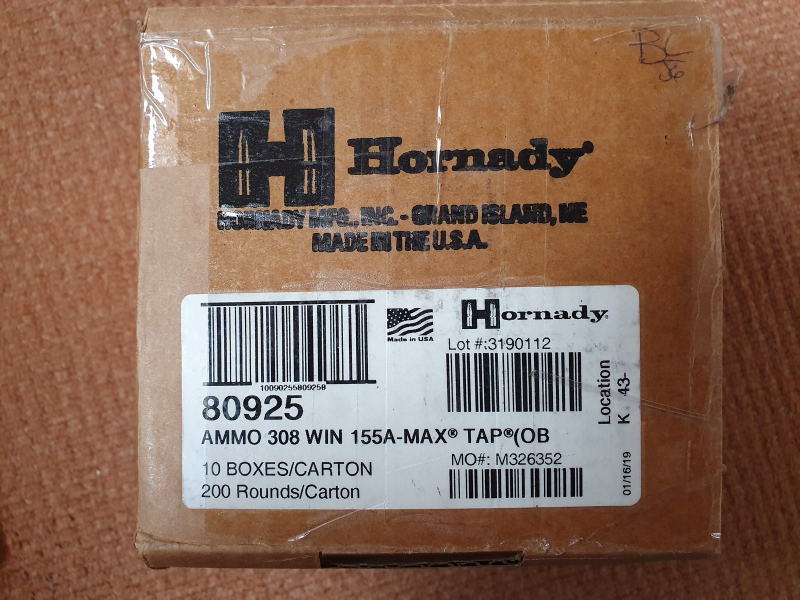 BC
56
H Hornady®
HORNADY MFG., INC. - GRAND ISLAND, NE
MADE IN THE U.S.A.
10090255809258
Made in USA
Hornady®
Lot #:3190112
80925
AMMO 308 WIN 155A-MAX® TAP®(OB
10 BOXES/CARTON
200 Rounds/Carton
MO#: M326352
Location
K 43-
01/16/19